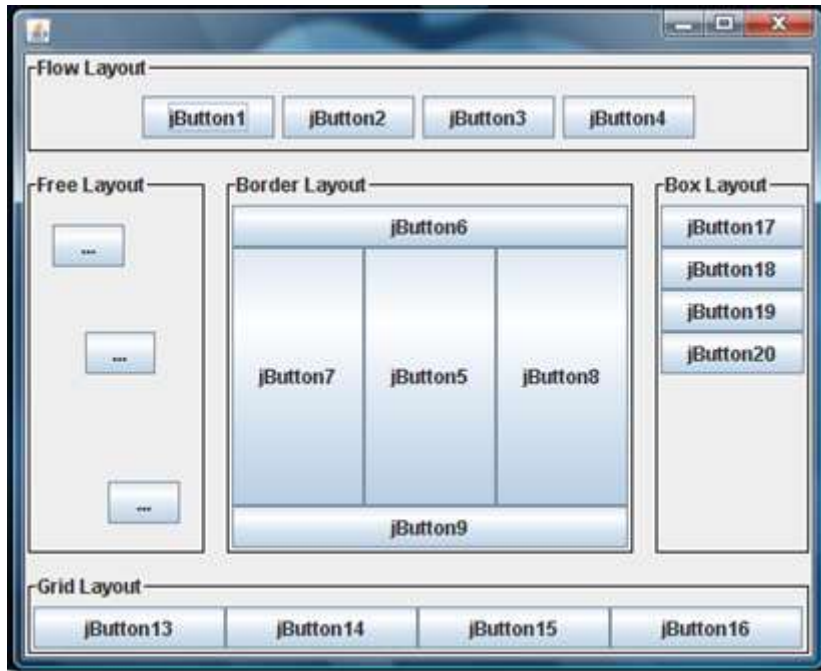 Flow Layout
jButton1 jButton2 jButton3 jButton4
Free Layout
...
...
...
Border Layout
jButton6
jButton7 jButton5 jButton8
jButton9
Box Layout
jButton17
jButton18
jButton19
jButton20
Grid Layout
jButton13 jButton14 jButton15 jButton16